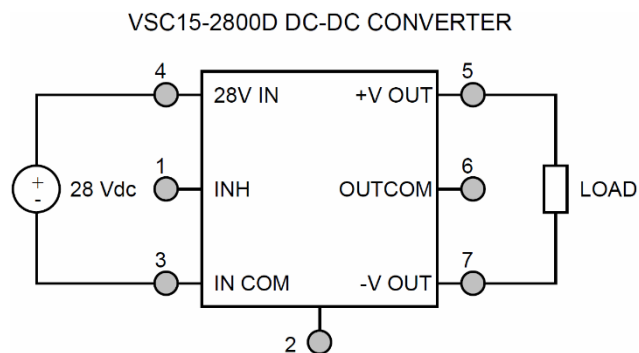 VSC15-2800D DC-DC CONVERTER
4 5
28V IN +V OUT
+ 28 Vdc 1 INH OUTCOM 6 LOAD
-
3 IN COM -V OUT 7
2